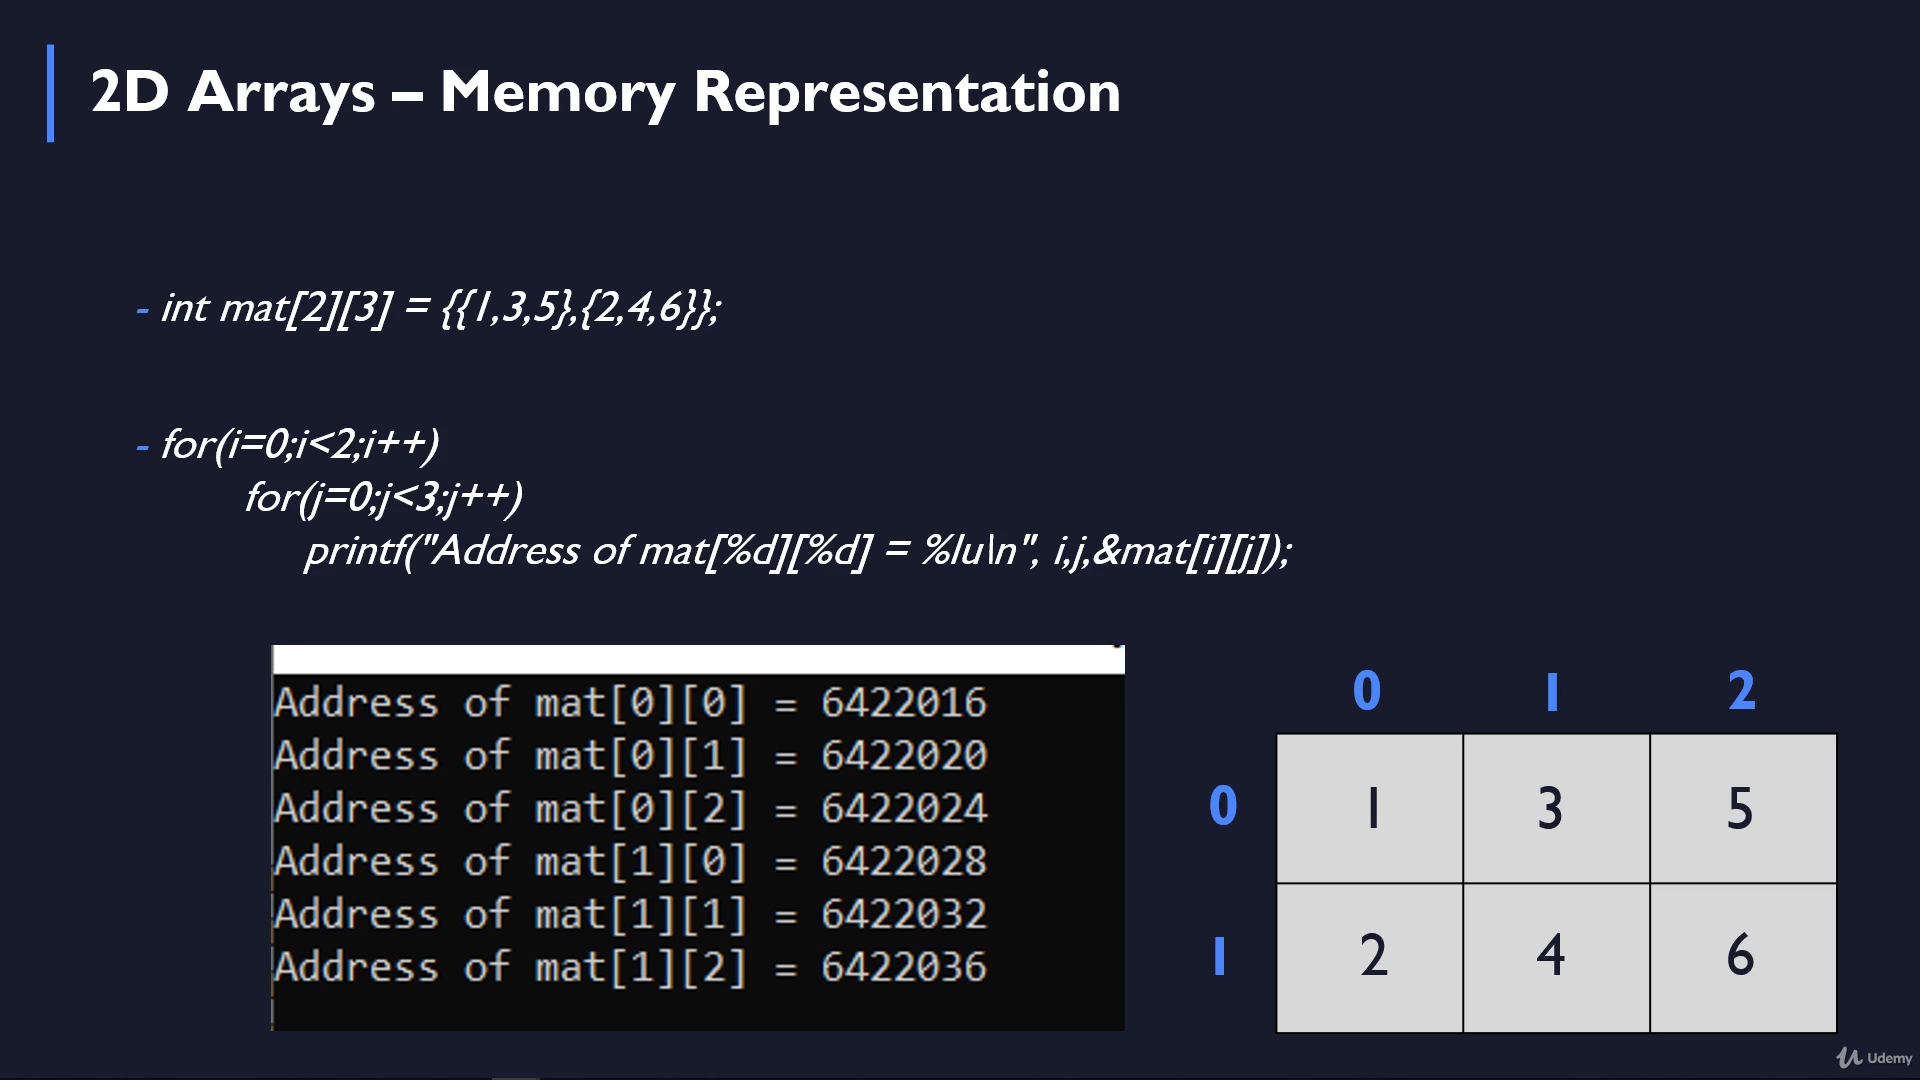 2D Arrays – Memory Representation
- int mat[2][3] = {{1,3,5},{2,4,6}};
- for(i=0;i<2;i++)
for(j=0;j<3;j++)
printf("Address of mat[%d][%d] = %lu\n", i,j,&mat[i][j]);
Address of mat[0][0] = 6422016
Address of mat[0][1] = 6422020
Address of mat[0][2] = 6422024
Address of mat[1][0] = 6422028
Address of mat[1][1] = 6422032
Address of mat[1][2] = 6422036
0 1 2
0 1 3 5
1 2 4 6
Udemy